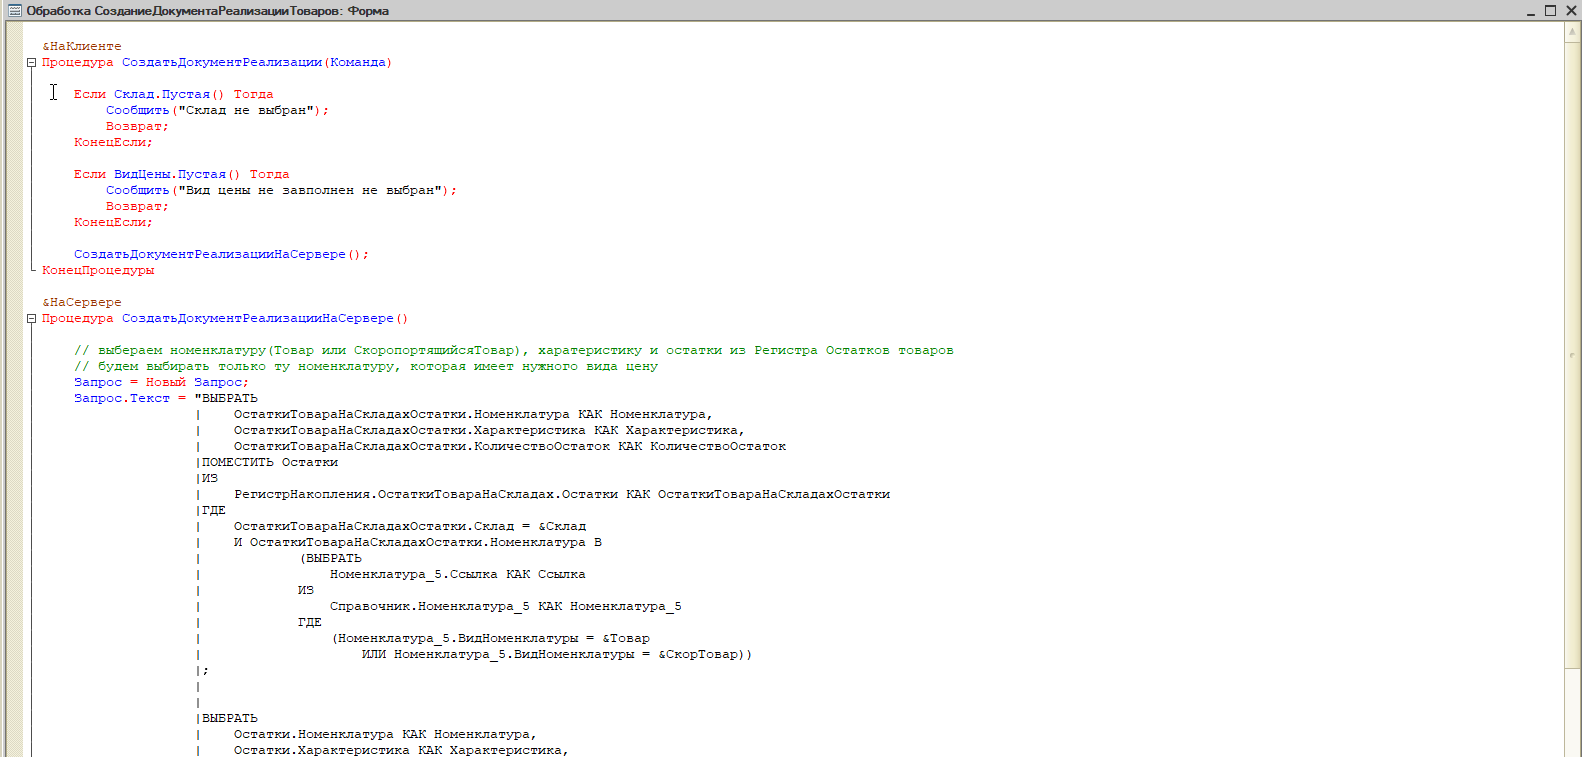 Обработка СозданиеДокументаРеализацииТоваров: Форма
&НаКлиенте
Процедура СоздатьДокументРеализации(Команда)
Если Склад.Пустая() Тогда
Сообщить("Склад не выбран");
Возврат;
КонецЕсли;
Если ВидЦены.Пустая() Тогда
Сообщить("Вид цены не завполнен не выбран");
Возврат;
КонецЕсли;
СоздатьДокументРеализацииНаСервере();
КонецПроцедуры
&НаСервере
Процедура СоздатьДокументРеализацииНаСервере()
// выбераем номенклатуру(Товар или СкоропортящийсяТовар), харатеристику и остатки из Регистра Остатков товаров
// будем выбирать только ту номенклатуру, которая имеет нужного вида цену
Запрос = Новый Запрос;
Запрос.Текст = "ВЫБРАТЬ
| ОстаткиТовараНаСкладахОстатки.Номенклатура КАК Номенклатура,
| ОстаткиТовараНаСкладахОстатки.Характеристика КАК Характеристика,
| ОстаткиТовараНаСкладахОстатки.КоличествоОстаток КАК КоличествоОстаток
|ПОМЕСТИТЬ Остатки
|ИЗ
| РегистрНакопления.ОстаткиТовараНаСкладах.Остатки КАК ОстаткиТовараНаСкладахОстатки
|ГДЕ
| ОстаткиТовараНаСкладахОстатки.Склад = &Склад
| И ОстаткиТовараНаСкладахОстатки.Номенклатура В
| (ВЫБРАТЬ
| Номенклатура_5.Ссылка КАК Ссылка
| ИЗ
| Справочник.Номенклатура_5 КАК Номенклатура_5
| ГДЕ
| (Номенклатура_5.ВидНоменклатуры = &Товар
| ИЛИ Номенклатура_5.ВидНоменклатуры = &СкорТовар))
|;
|
|
|ВЫБРАТЬ
| Остатки.Номенклатура КАК Номенклатура,
| Остатки.Характеристика КАК Характеристика,